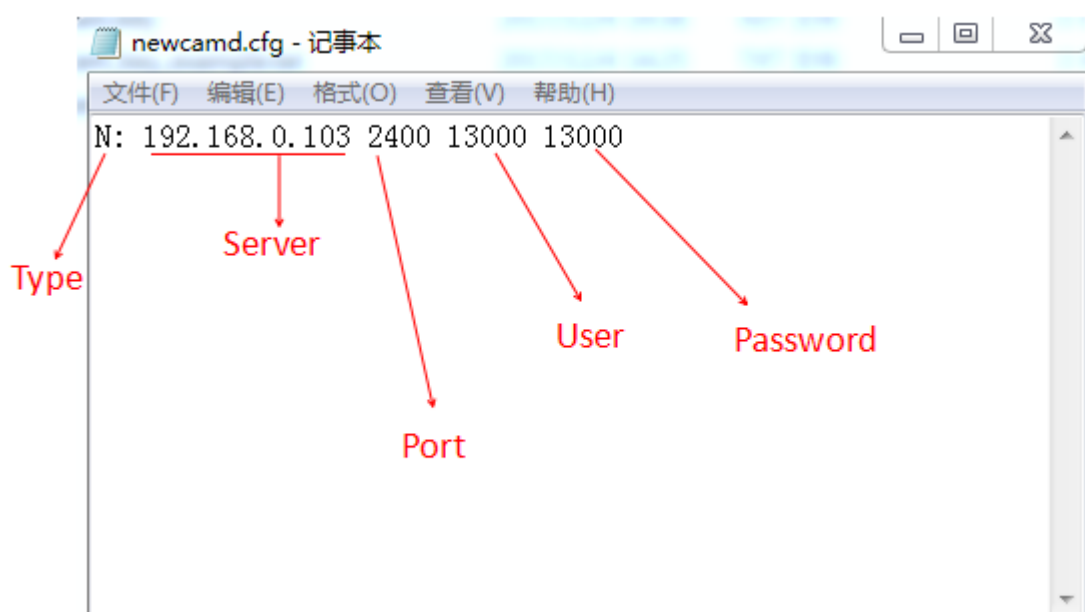 newcamd.cfg - 记事本
文件(F) 编辑(E) 格式(O) 查看(V) 帮助(H)
N: 192.168.0.103 2400 13000 13000
Server
Type
User
Password
Port